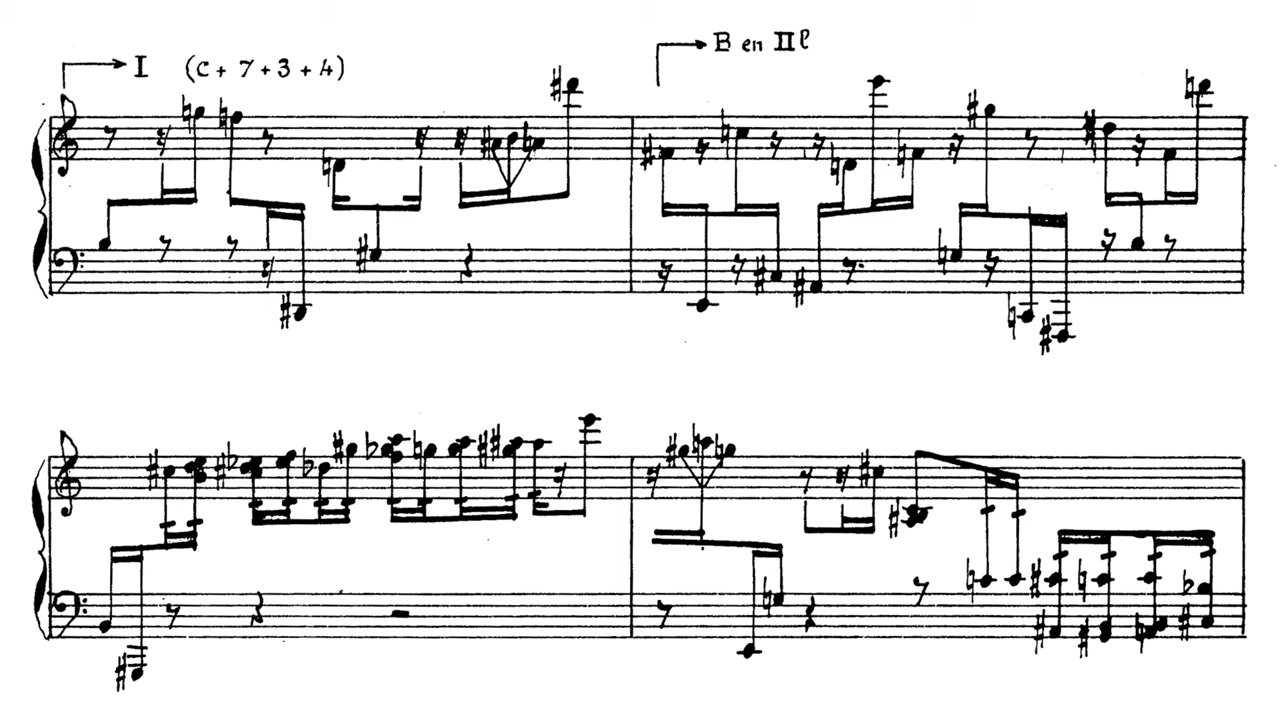 I (C + 7 + 3 + 4)
B en II ℓ